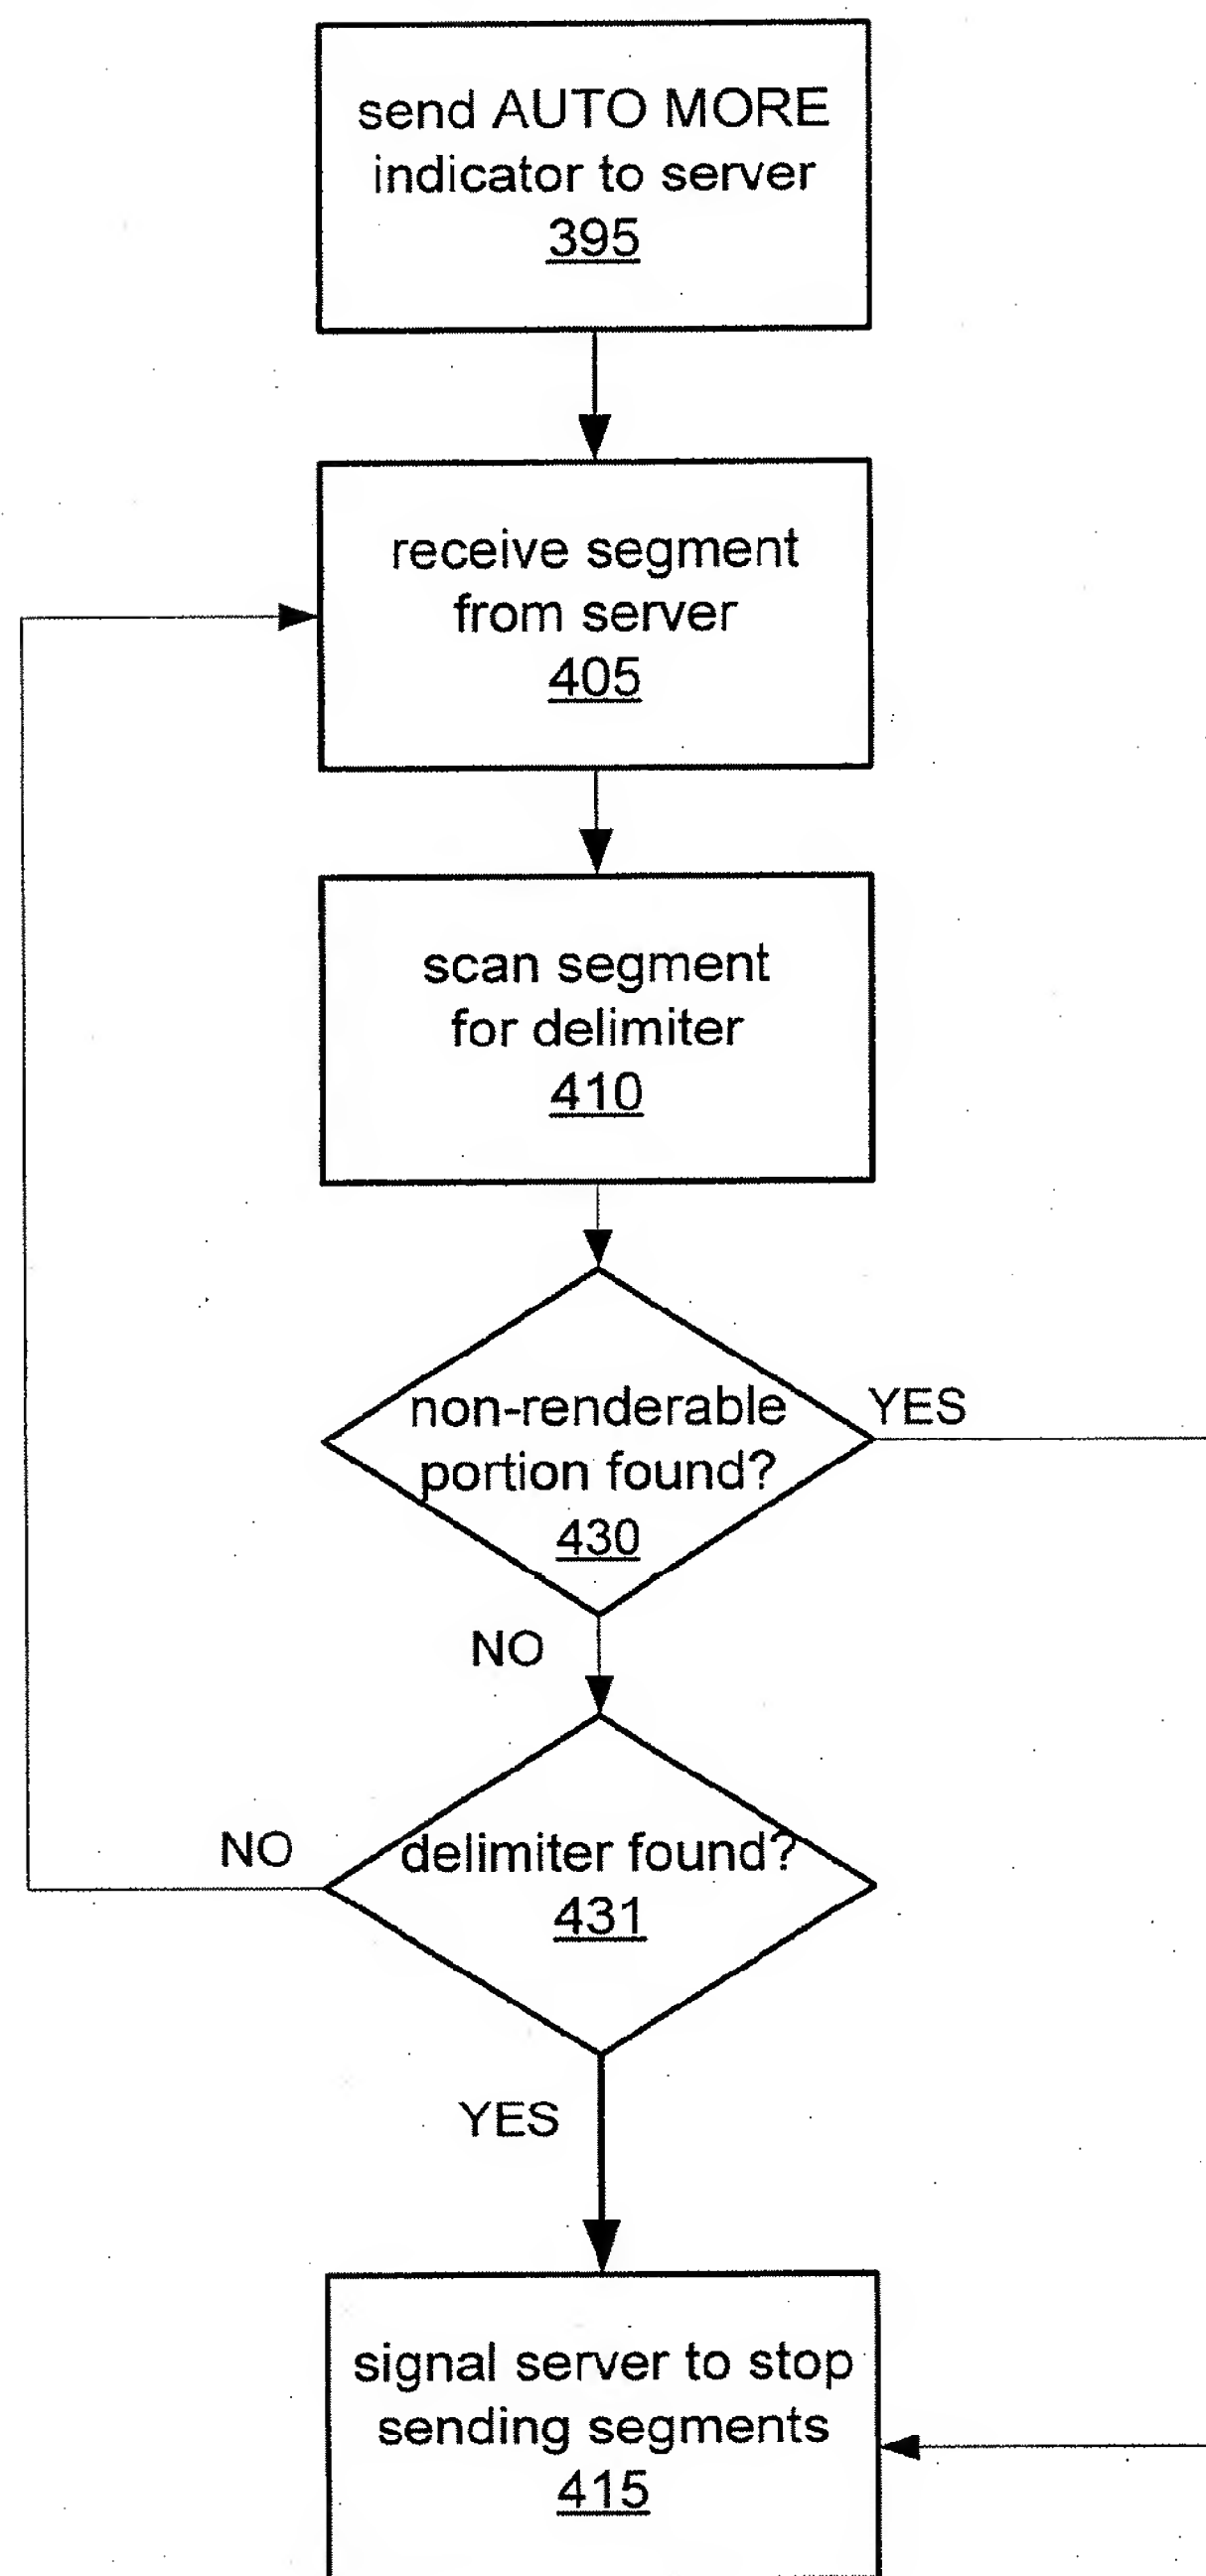 send AUTO MORE
indicator to server
395
receive segment
from server
405
scan segment
for delimiter
410
non-renderable
portion found?
430
YES
NO
delimiter found?
431
NO
YES
signal server to stop
sending segments
415